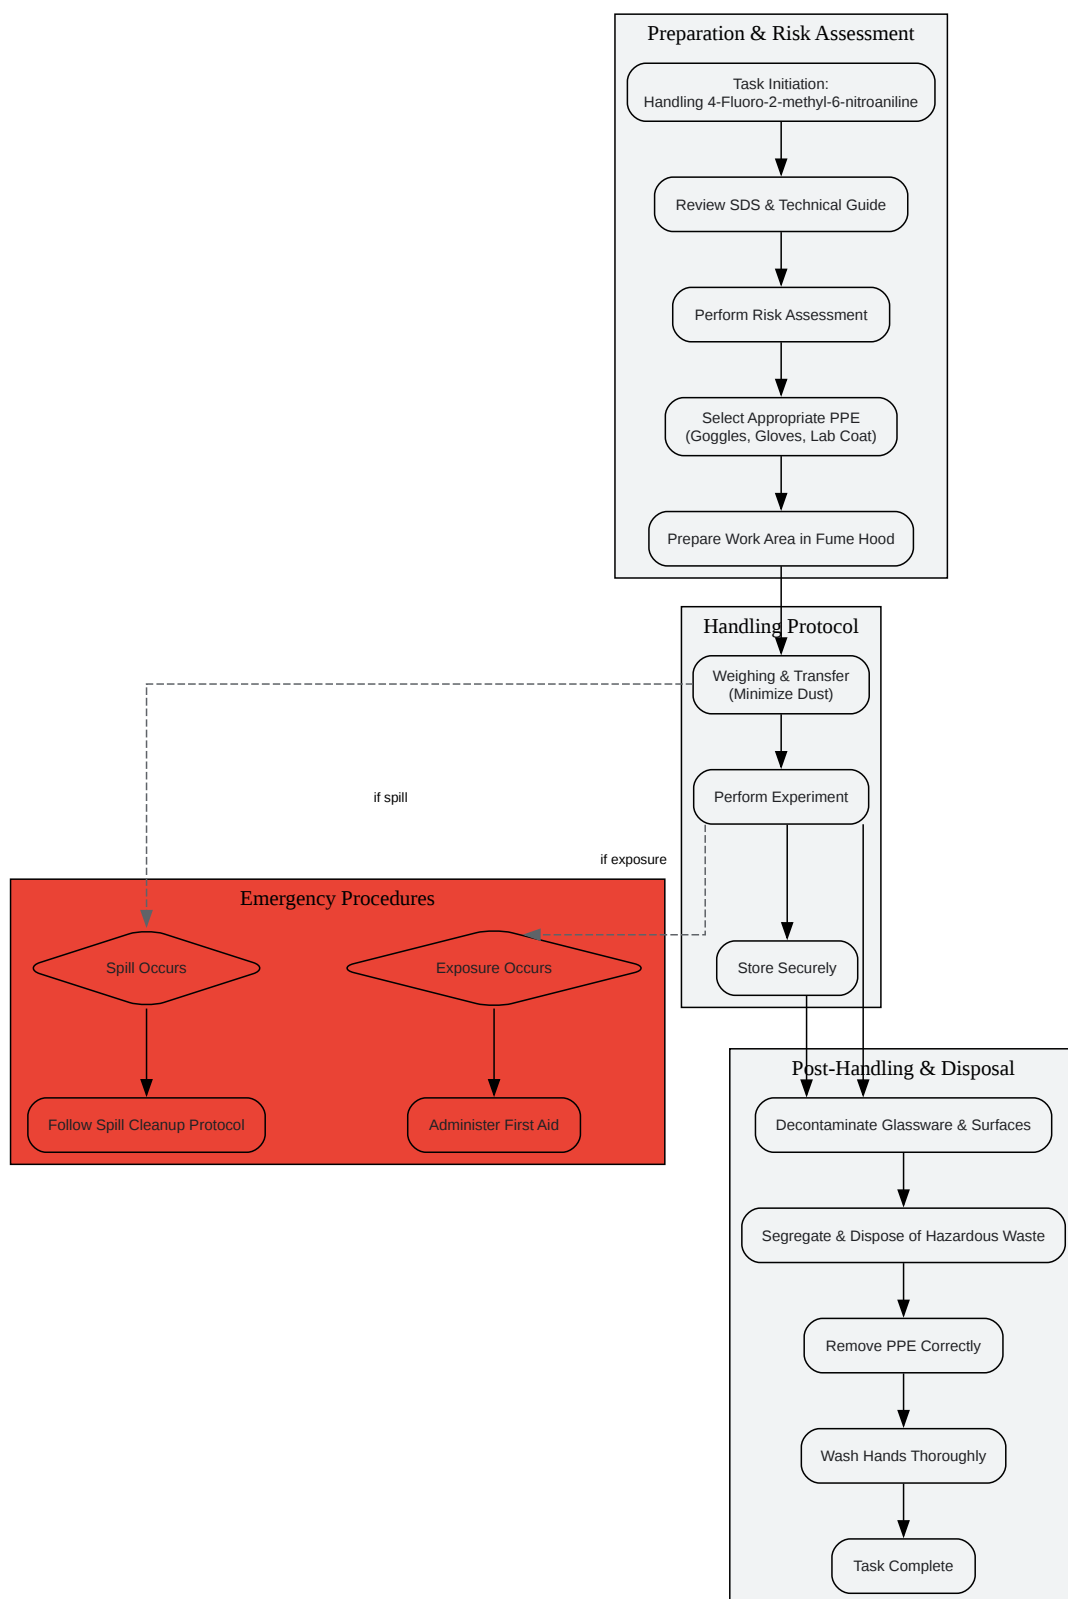 Preparation & Risk Assessment
Task Initiation:
Handling 4-Fluoro-2-methyl-6-nitroaniline
Review SDS & Technical Guide
Perform Risk Assessment
Select Appropriate PPE
(Goggles, Gloves, Lab Coat)
Prepare Work Area in Fume Hood
Handling Protocol
Weighing & Transfer
(Minimize Dust)
if spill
Perform Experiment
if exposure
Emergency Procedures
Spill Occurs
Exposure Occurs
Store Securely
Post-Handling & Disposal
Follow Spill Cleanup Protocol
Administer First Aid
Decontaminate Glassware & Surfaces
Segregate & Dispose of Hazardous Waste
Remove PPE Correctly
Wash Hands Thoroughly
Task Complete